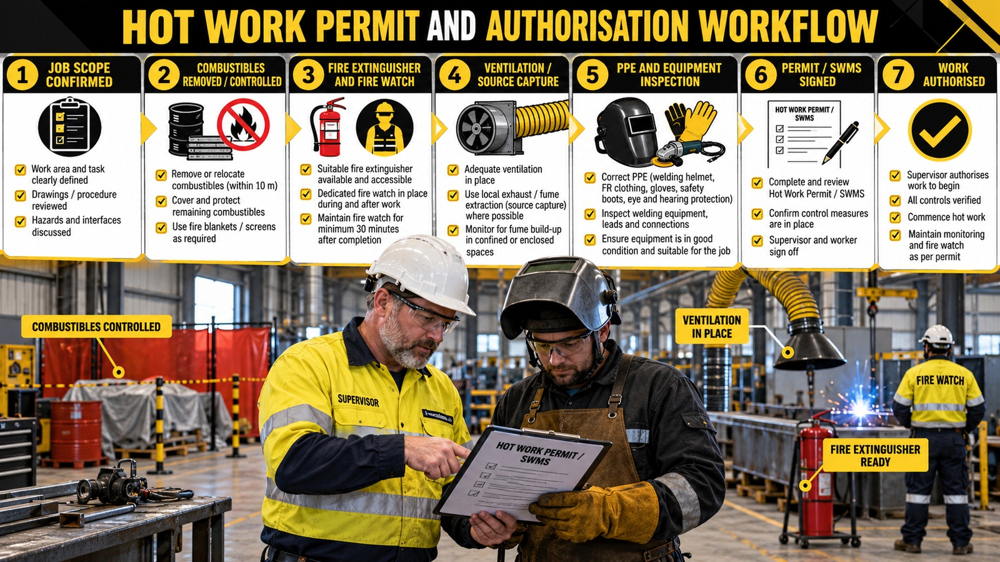 HOT WORK PERMIT AND AUTHORISATION WORKFLOW
1
JOB SCOPE
CONFIRMED
Work area and task
clearly defined
Drawings / procedure
reviewed
Hazards and interfaces
discussed
2
COMBUSTIBLES
REMOVED / CONTROLLED
Remove or relocate
combustibles (within 10 m)
Cover and protect
remaining combustibles
Use fire blankets / screens
as required
3
FIRE EXTINGUISHER
AND FIRE WATCH
Suitable fire extinguisher
available and accessible
Dedicated fire watch in place
during and after work
Maintain fire watch for
minimum 30 minutes
after completion
4
VENTILATION /
SOURCE CAPTURE
Adequate ventilation
in place
Use local exhaust / fume
extraction (source capture)
where possible
Monitor for fume build-up
in confined or enclosed
spaces
5
PPE AND EQUIPMENT
INSPECTION
Correct PPE (welding helmet,
FR clothing, gloves, safety
boots, eye and hearing protection)
Inspect welding equipment,
leads and connections
Ensure equipment is in good
condition and suitable for the job
6
PERMIT / SWMS
SIGNED
HOT WORK PERMIT /
SWMS
Complete and review
Hot Work Permit / SWMS
Confirm control measures
are in place
Supervisor and worker
sign off
7
WORK
AUTHORISED
Supervisor authorises
work to begin
All controls verified
Commence hot work
Maintain monitoring
and fire watch
as per permit
COMBUSTIBLES CONTROLLED
VENTILATION
IN PLACE
FIRE WATCH
SUPERVISOR
HOT WORK PERMIT /
SWMS
FIRE EXTINGUISHER
READY